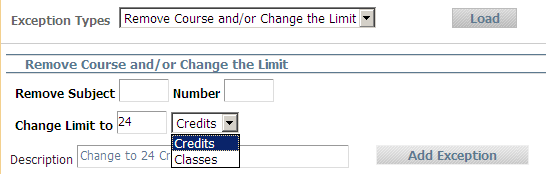 Exception Types Remove Course and/or Change the Limit Load
Remove Course and/or Change the Limit
Remove Subject Number
Change Limit to 24 Credits
Credits
Classes
Description Change to 24 Cr Add Exception